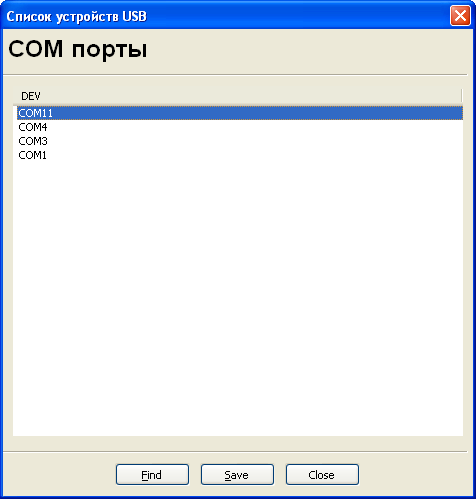 Список устройств USB
COM порты
DEV
COM11
COM4
COM3
COM1
Find Save Close